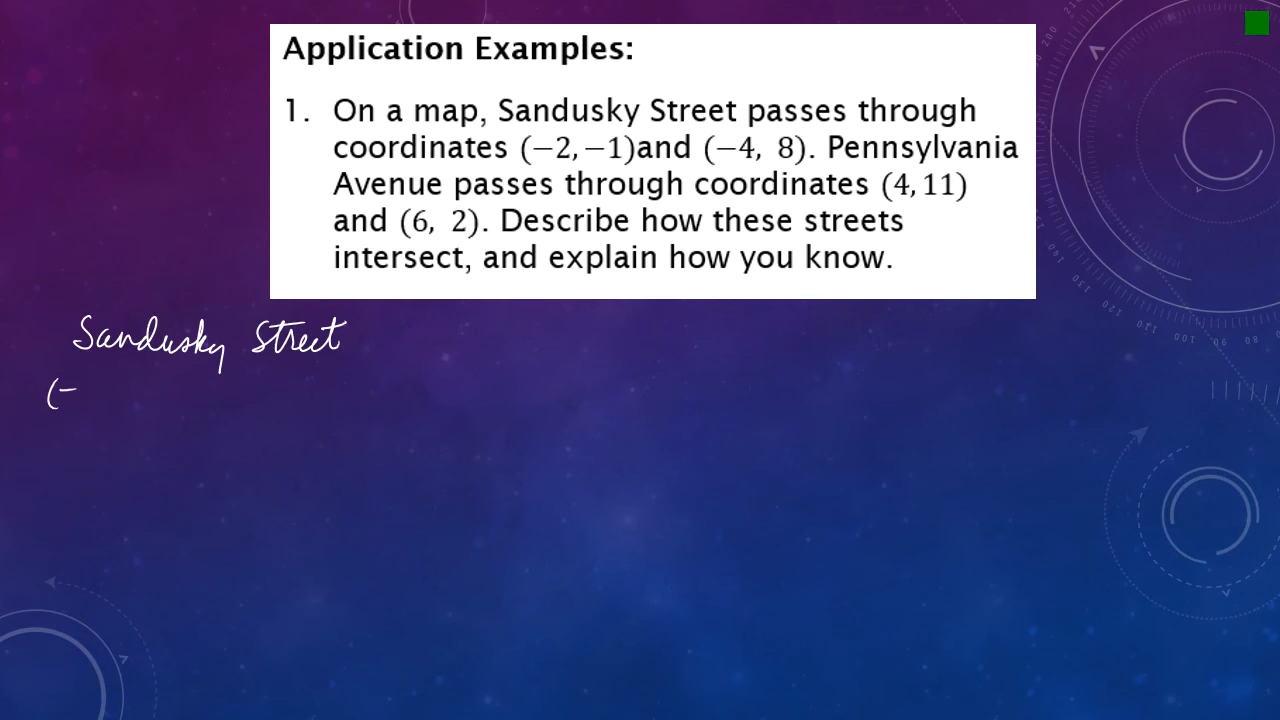 Application Examples:
1. On a map, Sandusky Street passes through
coordinates (−2,−1)and (−4, 8). Pennsylvania
Avenue passes through coordinates (4,11)
and (6, 2). Describe how these streets
intersect, and explain how you know.
Sandusky Street
(-